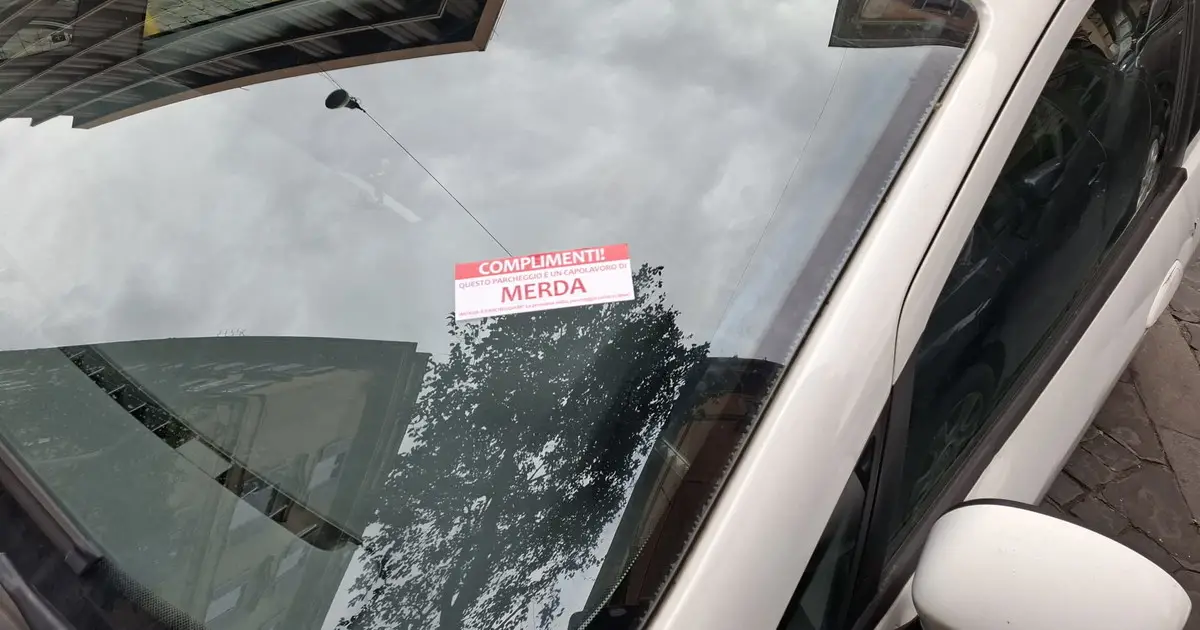 COMPLIMENTI!
QUESTO PARCHEGGIO È UN CAPOLAVORO DI
MERDA